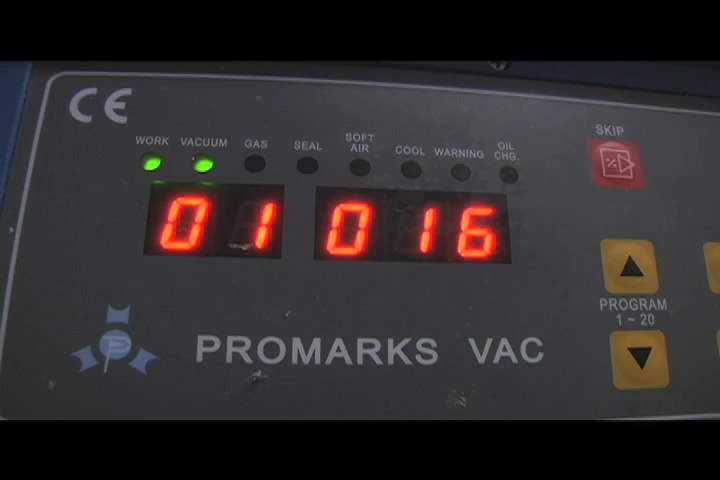 CE
WORK VACUUM GAS SEAL SOFT AIR COOL WARNING OIL CHG.
SKIP
%
01 016
PROGRAM
1 ~ 20
PROMARKS VAC